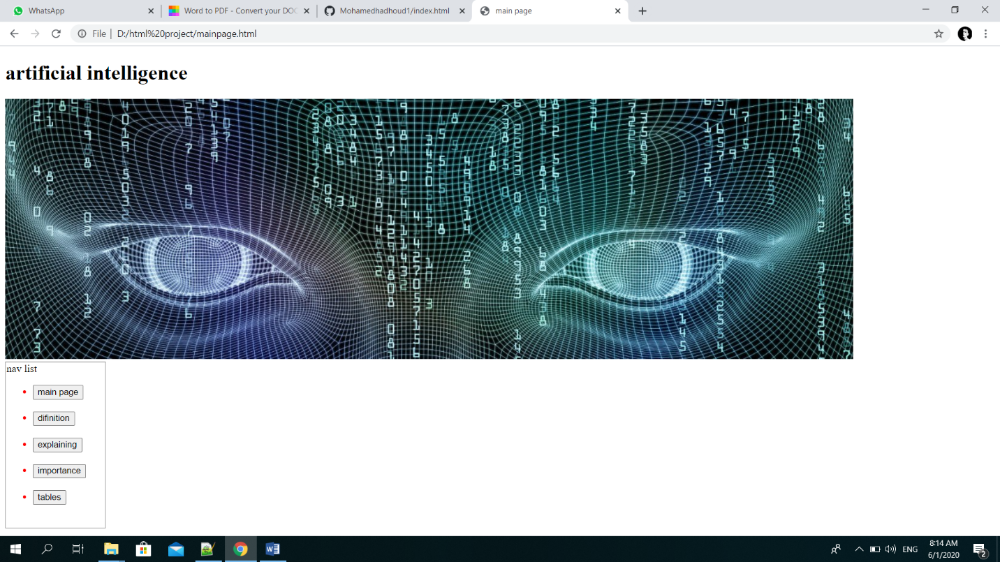 WhatsApp
Word to PDF - Convert your DOC
Mohamedhadhoud1/index.html
main page
File | D:/html%20project/mainpage.html
artificial intelligence
nav list
main page
difinition
explaining
importance
tables
ENG
8:14 AM
6/1/2020
2